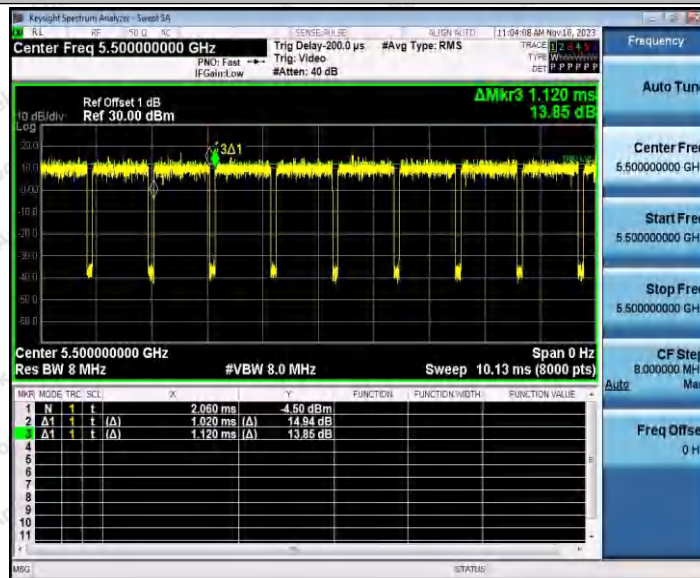 Keysight Spectrum Analyzer - Swept SA
RL RF 50 Ω AC SENSE:PULSE ALIGN AUTO 11:04:08 AM Nov 10, 2023
Center Freq 5.500000000 GHz
PNO: Fast
IFGain:Low
Trig Delay-200.0 µs
Trig: Video
#Atten: 40 dB
#Avg Type: RMS
TRACE 1 2 3 4 5 6
TYPE
DET P P P P P P
Ref Offset 1 dB
10 dB/div Ref 30.00 dBm
Log
ΔMkr3 1.120 ms
13.85 dB
20.0
10.0
0.00
-10.0
-20.0
-30.0
-40.0
-50.0
-60.0
3Δ1
Center 5.500000000 GHz Span 0 Hz
Res BW 8 MHz #VBW 8.0 MHz Sweep 10.13 ms (8000 pts)
MKR MODE TRC SCL X Y FUNCTION FUNCTION WIDTH FUNCTION VALUE
1 N 1 t 2.060 ms -4.50 dBm
2 Δ1 1 t (Δ) 1.020 ms (Δ) 14.94 dB
3 Δ1 1 t (Δ) 1.120 ms (Δ) 13.85 dB
4
5
6
7
8
9
10
11
MSG STATUS
Frequency
Auto Tune
Center Freq
5.500000000 GH
Start Freq
5.500000000 GH
Stop Freq
5.500000000 GH
CF Step
8.000000 MH
Auto Ma
Freq Offse
0 H